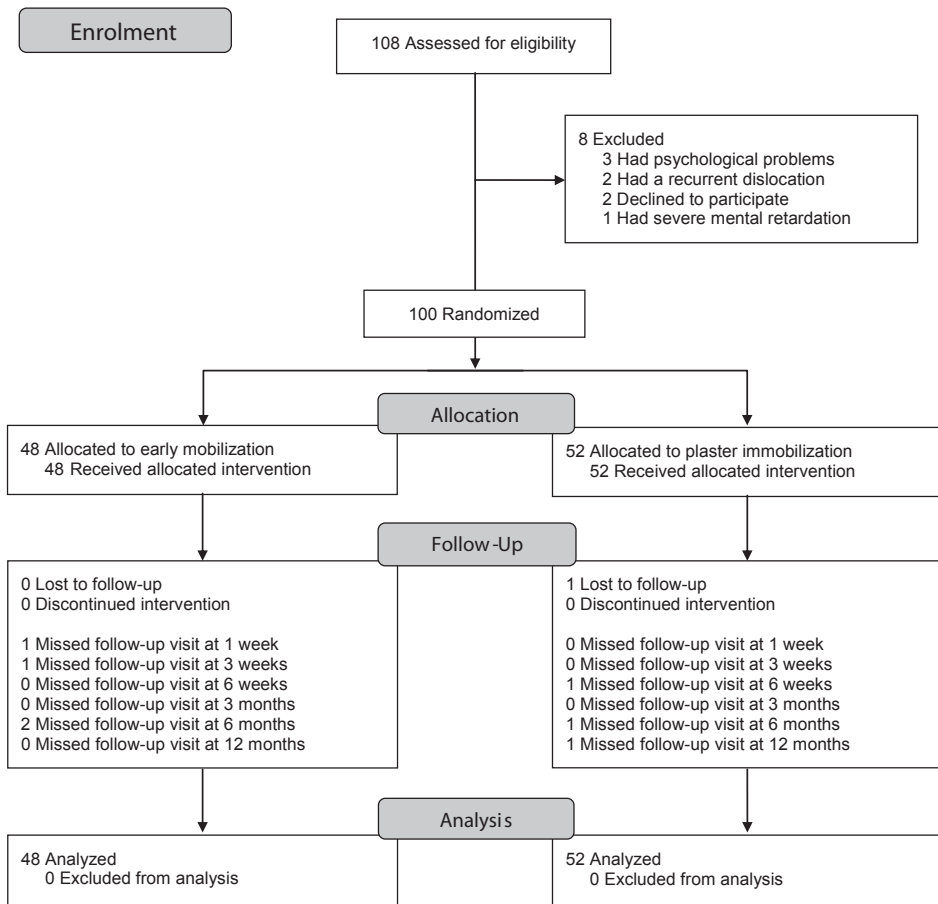 Enrolment
108 Assessed for eligibility
8 Excluded
3 Had psychological problems
2 Had a recurrent dislocation
2 Declined to participate
1 Had severe mental retardation
100 Randomized
Allocation
48 Allocated to early mobilization
48 Received allocated intervention
52 Allocated to plaster immobilization
52 Received allocated intervention
Follow-Up
0 Lost to follow-up
0 Discontinued intervention
1 Missed follow-up visit at 1 week
1 Missed follow-up visit at 3 weeks
0 Missed follow-up visit at 6 weeks
0 Missed follow-up visit at 3 months
2 Missed follow-up visit at 6 months
0 Missed follow-up visit at 12 months
1 Lost to follow-up
0 Discontinued intervention
0 Missed follow-up visit at 1 week
0 Missed follow-up visit at 3 weeks
1 Missed follow-up visit at 6 weeks
0 Missed follow-up visit at 3 months
1 Missed follow-up visit at 6 months
1 Missed follow-up visit at 12 months
Analysis
48 Analyzed
0 Excluded from analysis
52 Analyzed
0 Excluded from analysis